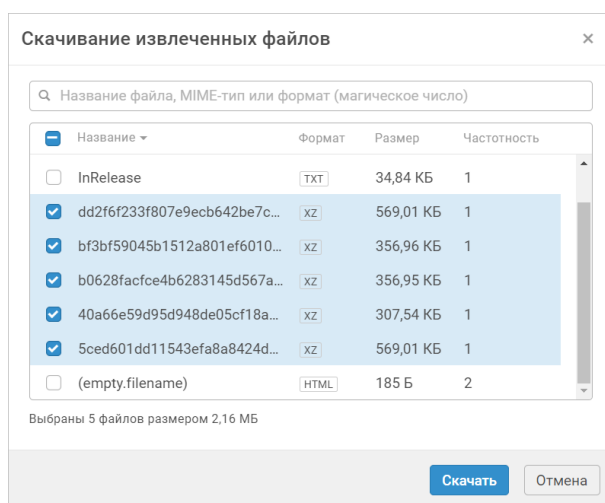 Скачивание извлеченных файлов ×
Название файла, MIME-тип или формат (магическое число)
Название Формат Размер Частотность
InRelease TXT 34,84 КБ 1
dd2f6f233f807e9ecb642be7c... XZ 569,01 КБ 1
bf3bf59045b1512a801ef6010... XZ 356,96 КБ 1
b0628facfce4b6283145d567a... XZ 356,95 КБ 1
40a66e59d95d948de05cf18a... XZ 307,54 КБ 1
5ced601dd11543efa8a8424d... XZ 569,01 КБ 1
(empty.filename) HTML 185 Б 2
Выбраны 5 файлов размером 2,16 МБ
Скачать Отмена